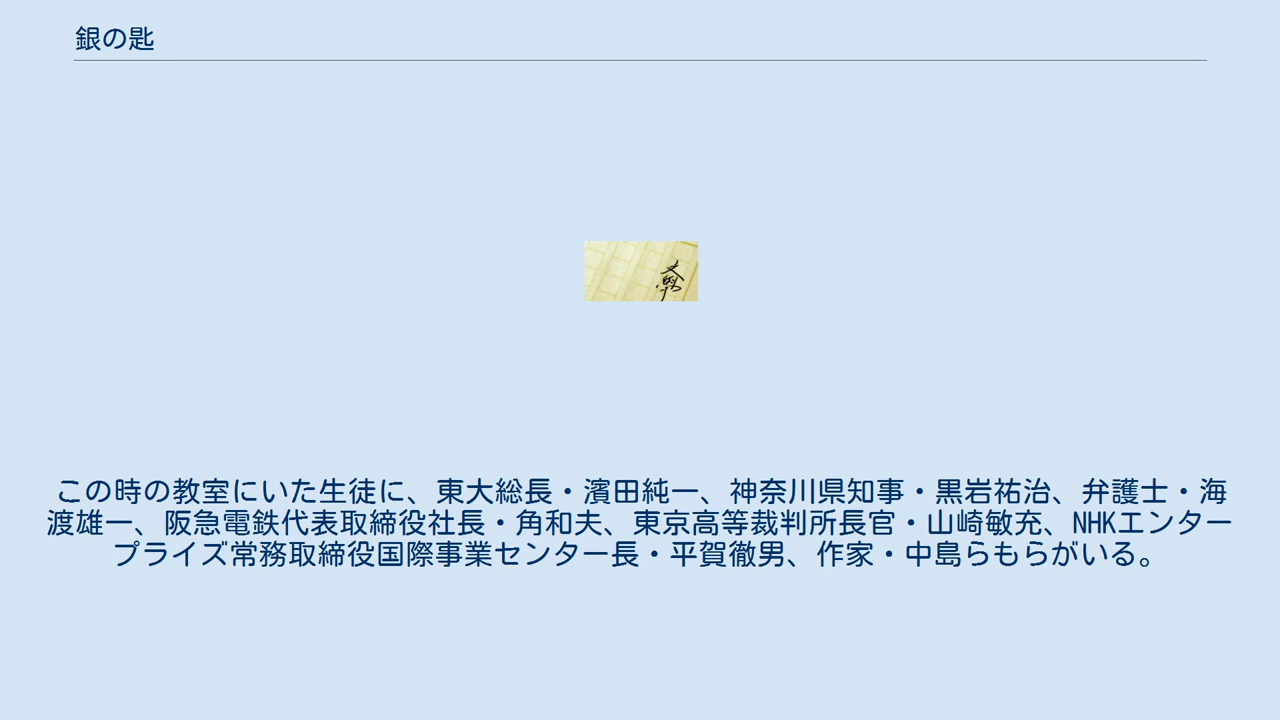 銀の匙
この時の教室にいた生徒に、東大総長・濱田純一、神奈川県知事・黒岩祐治、弁護士・海
渡雄一、阪急電鉄代表取締役社長・角和夫、東京高等裁判所長官・山崎敏充、NHKエンター
プライズ常務取締役国際事業センター長・平賀徹男、作家・中島らもらがいる。